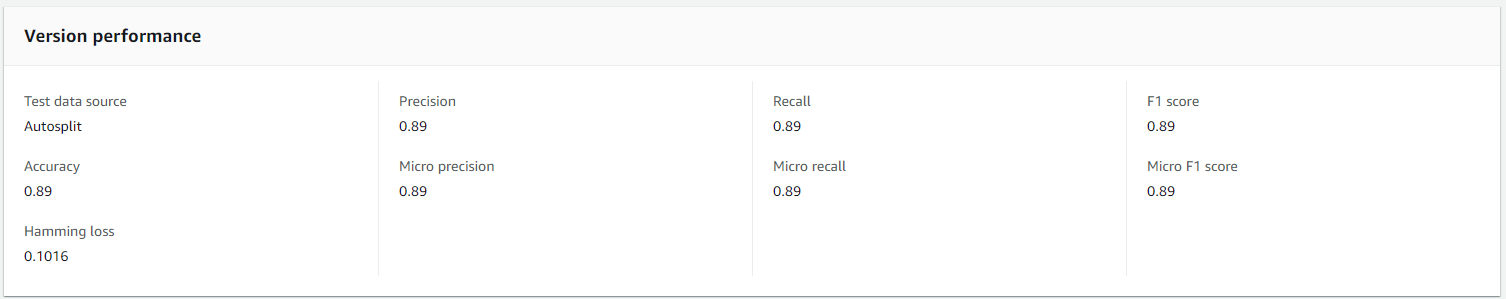 Version performance
Test data source
Autosplit
Precision
0.89
Recall
0.89
F1 score
0.89
Accuracy
0.89
Micro precision
0.89
Micro recall
0.89
Micro F1 score
0.89
Hamming loss
0.1016